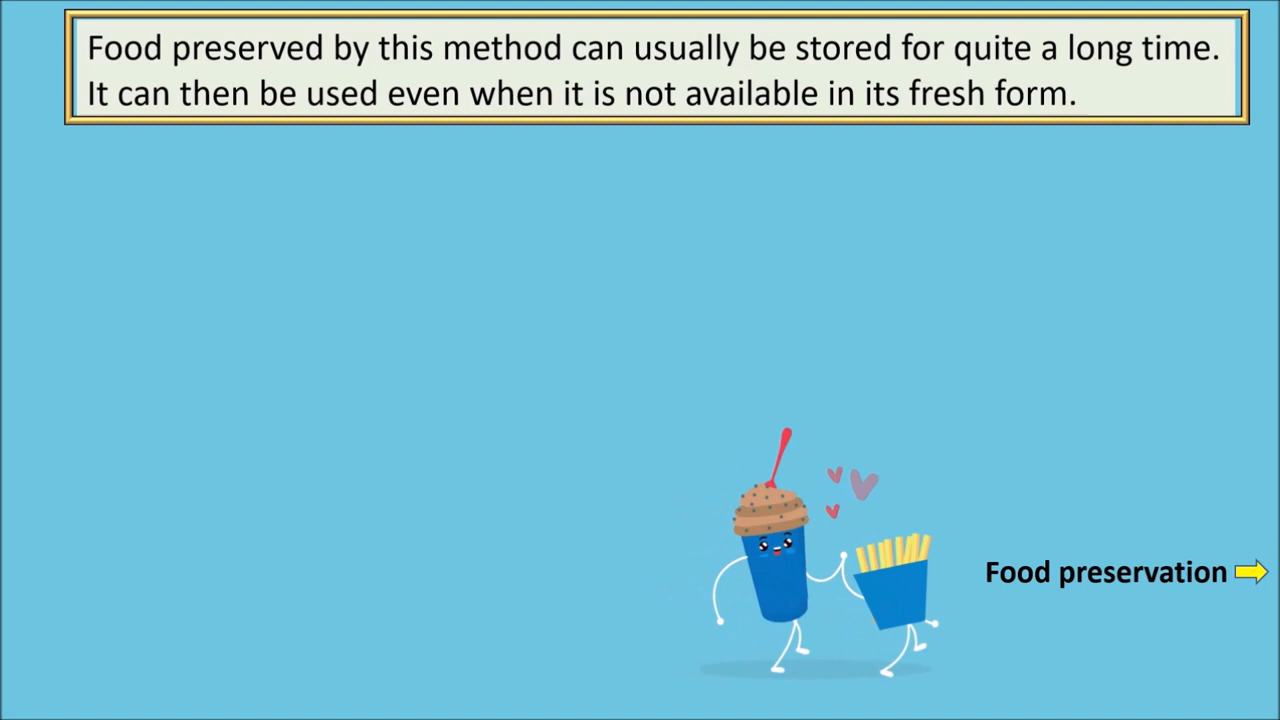 Food preserved by this method can usually be stored for quite a long time.
It can then be used even when it is not available in its fresh form.
Food preservation